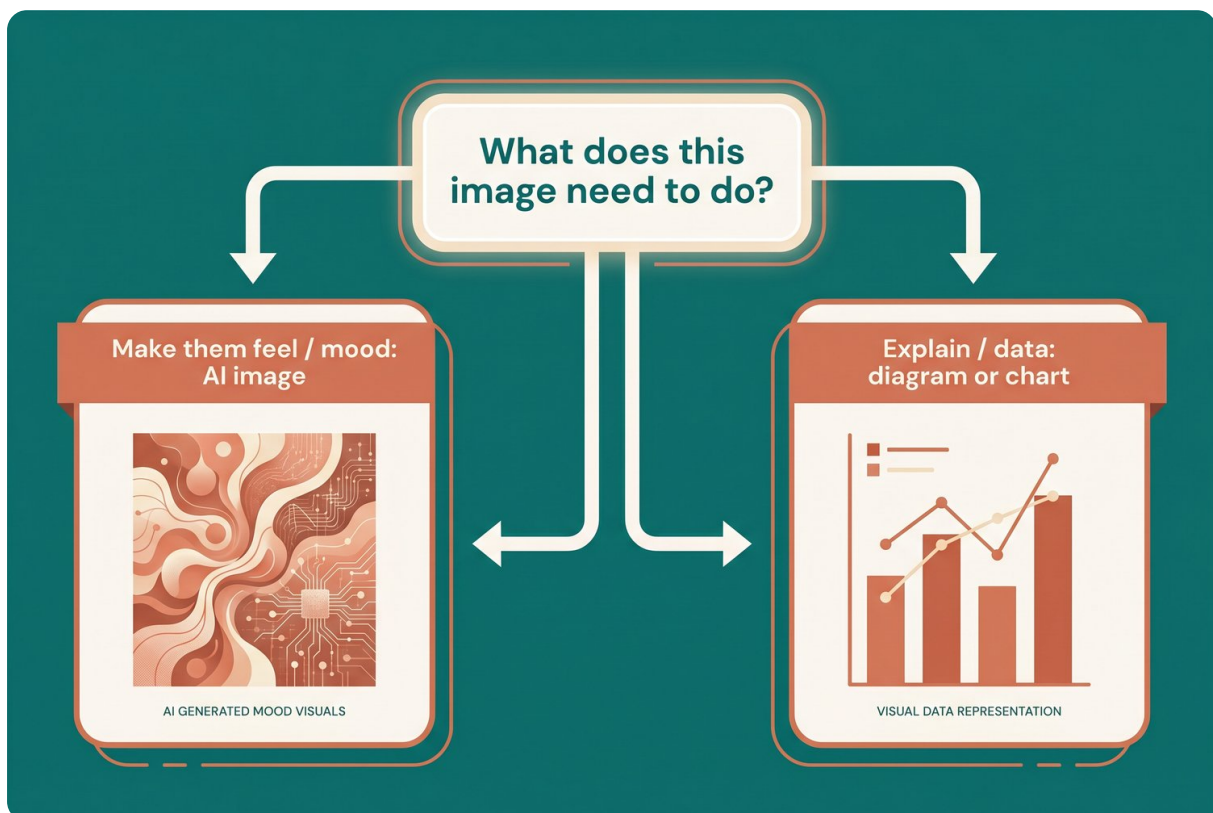 What does this
image need to do?
Make them feel / mood:
AI image
AI GENERATED MOOD VISUALS
Explain / data:
diagram or chart
VISUAL DATA REPRESENTATION